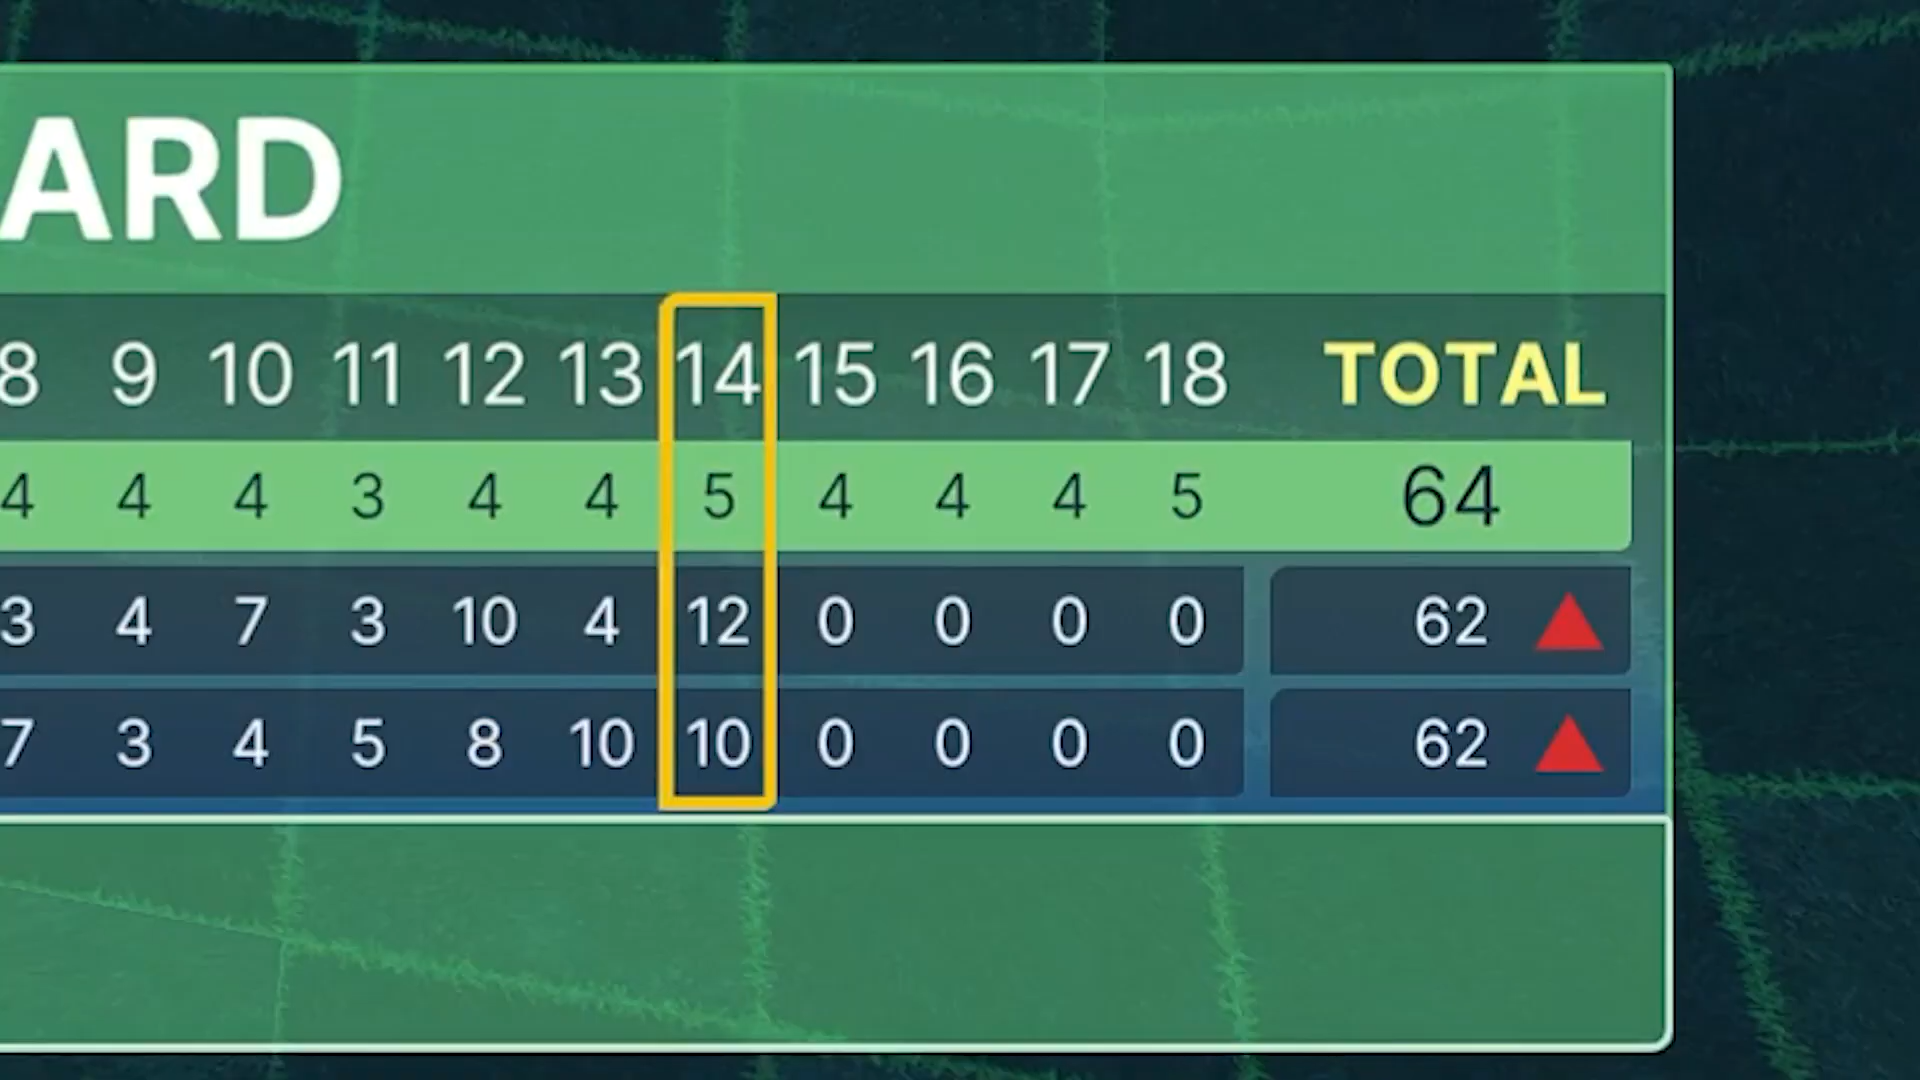 ARD
8 9 10 11 12 13 14 15 16 17 18 TOTAL
4 4 4 3 4 4 5 4 4 4 5 64
3 4 7 3 10 4 12 0 0 0 0 62
7 3 4 5 8 10 10 0 0 0 0 62